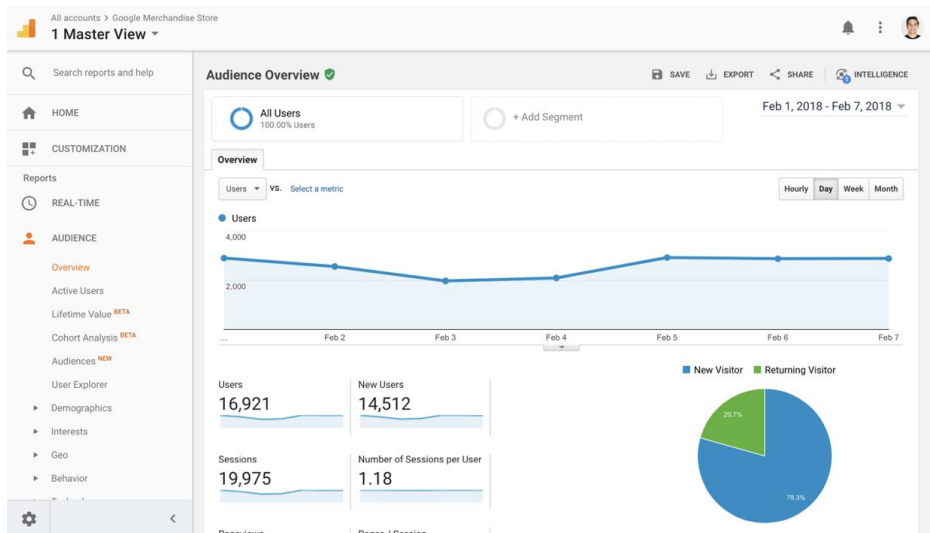 All accounts > Google Merchandise Store
1 Master View
Search reports and help
HOME
CUSTOMIZATION
Reports
REAL-TIME
AUDIENCE
Overview
Active Users
Lifetime Value BETA
Cohort Analysis BETA
Audiences NEW
User Explorer
Demographics
Interests
Geo
Behavior
Audience Overview
SAVE
EXPORT
SHARE
1
INTELLIGENCE
All Users
100.00% Users
+ Add Segment
Feb 1, 2018 - Feb 7, 2018
Overview
Users VS. Select a metric
Hourly Day Week Month
Users
4,000
2,000
... Feb 2 Feb 3 Feb 4 Feb 5 Feb 6 Feb 7
New Visitor Returning Visitor
Users
16,921
New Users
14,512
Sessions
19,975
Number of Sessions per User
1.18
20.7%
79.3%